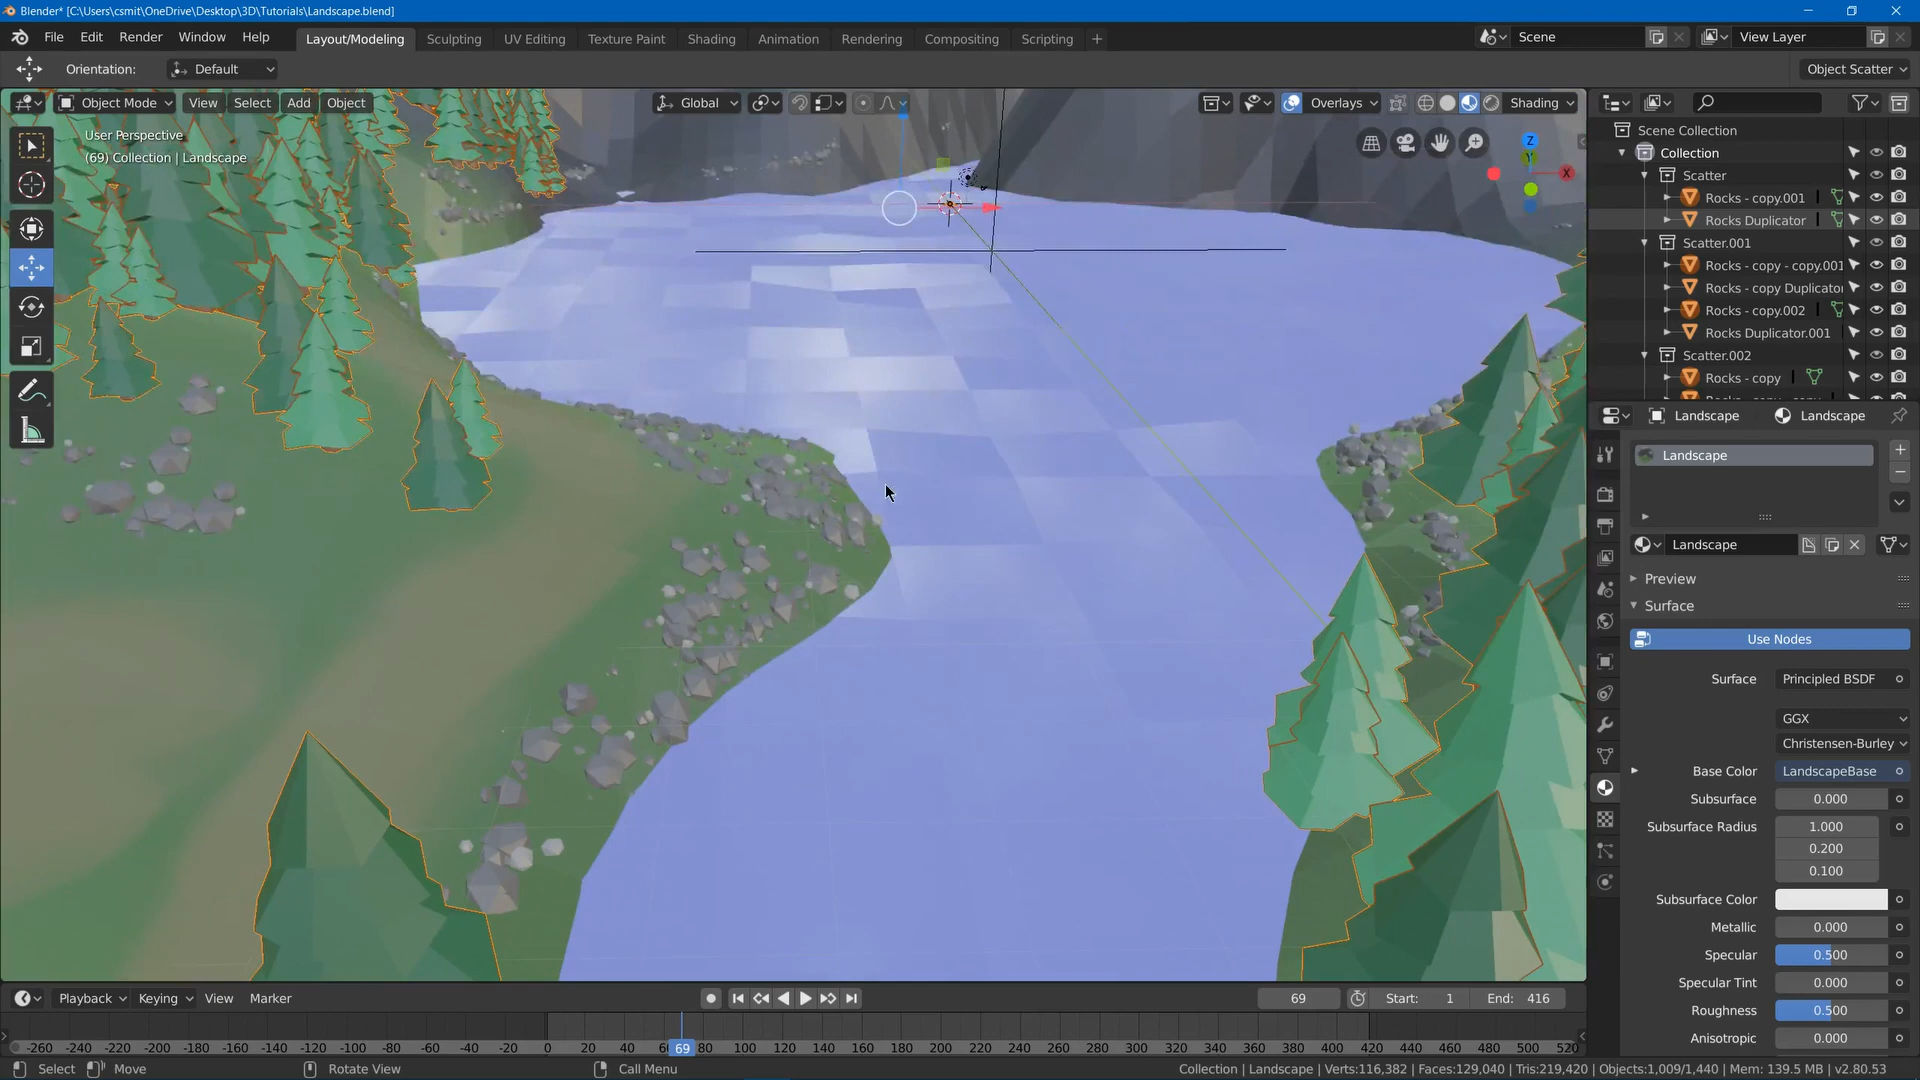 Blender* [C:\Users\csmit\OneDrive\Desktop\3D\Tutorials\Landscape.blend]
File Edit Render Window Help Layout/Modeling Sculpting UV Editing Texture Paint Shading Animation Rendering Compositing Scripting + Scene View Layer
Orientation: Default Object Scatter
Object Mode View Select Add Object Global Overlays Shading
User Perspective
(69) Collection | Landscape
Z
Y
X
Scene Collection
Collection
Scatter
Rocks - copy.001
Rocks Duplicator
Scatter.001
Rocks - copy - copy.001
Rocks - copy Duplicator
Rocks - copy.002
Rocks Duplicator.001
Scatter.002
Rocks - copy
Landscape Landscape
Landscape
Landscape
Preview
Surface
Use Nodes
Surface Principled BSDF
GGX
Christensen-Burley
Base Color LandscapeBase
Subsurface 0.000
Subsurface Radius 1.000
0.200
0.100
Subsurface Color
Metallic 0.000
Specular 0.500
Specular Tint 0.000
Roughness 0.500
Anisotropic 0.000
Playback Keying View Marker 69 Start: 1 End: 416
-260 -240 -220 -200 -180 -160 -140 -120 -100 -80 -60 -40 -20 0 20 40 69 80 100 120 140 160 180 200 220 240 260 280 300 320 340 360 380 400 420 440 460 480 500 520
Select Move Rotate View Call Menu Collection | Landscape | Verts:116,382 | Faces:129,040 | Tris:219,420 | Objects:1,009/1,440 | Mem: 139.5 MB | v2.80.53